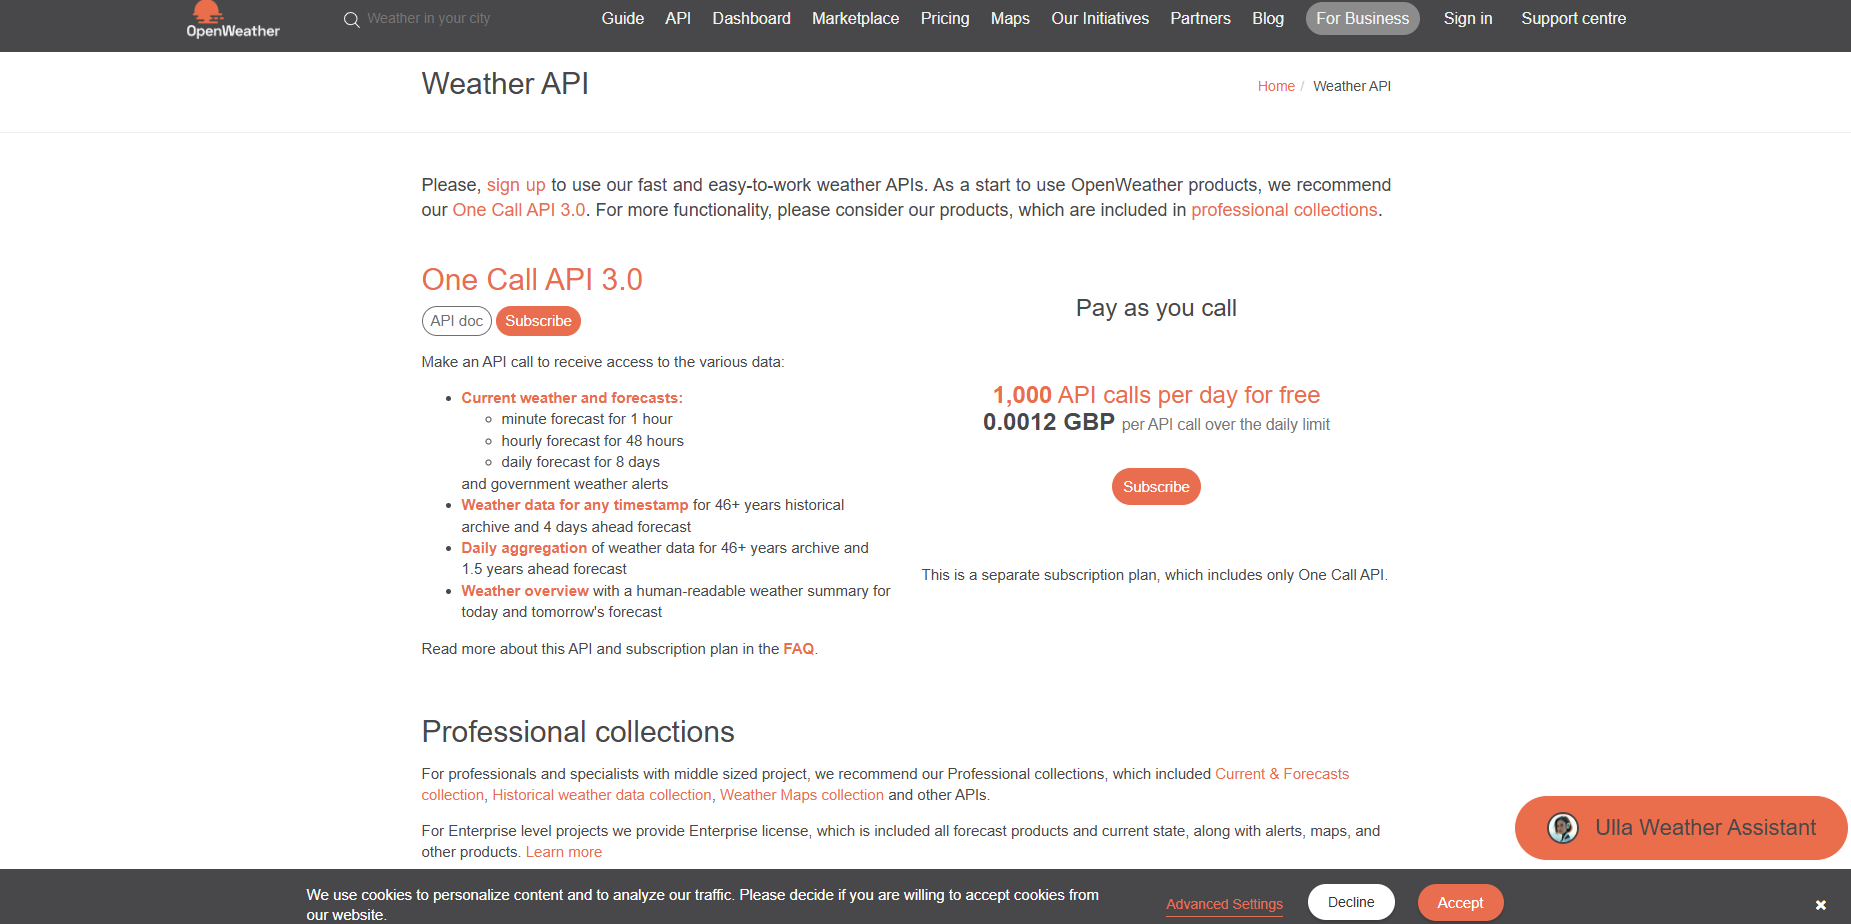 OpenWeather
Weather in your city
Guide API Dashboard Marketplace Pricing Maps Our Initiatives Partners Blog For Business Sign in Support centre
Weather API
Home / Weather API
Please, sign up to use our fast and easy-to-work weather APIs. As a start to use OpenWeather products, we recommend
our One Call API 3.0. For more functionality, please consider our products, which are included in professional collections.
One Call API 3.0
API doc Subscribe
Make an API call to receive access to the various data:
Current weather and forecasts:
minute forecast for 1 hour
hourly forecast for 48 hours
daily forecast for 8 days
and government weather alerts
Weather data for any timestamp for 46+ years historical
archive and 4 days ahead forecast
Daily aggregation of weather data for 46+ years archive and
1.5 years ahead forecast
Weather overview with a human-readable weather summary for
today and tomorrow's forecast
Read more about this API and subscription plan in the FAQ.
Pay as you call
1,000 API calls per day for free
0.0012 GBP per API call over the daily limit
Subscribe
This is a separate subscription plan, which includes only One Call API.
Professional collections
For professionals and specialists with middle sized project, we recommend our Professional collections, which included Current & Forecasts
collection, Historical weather data collection, Weather Maps collection and other APIs.
For Enterprise level projects we provide Enterprise license, which is included all forecast products and current state, along with alerts, maps, and
other products. Learn more
Ulla Weather Assistant
We use cookies to personalize content and to analyze our traffic. Please decide if you are willing to accept cookies from
our website.
Advanced Settings Decline Accept